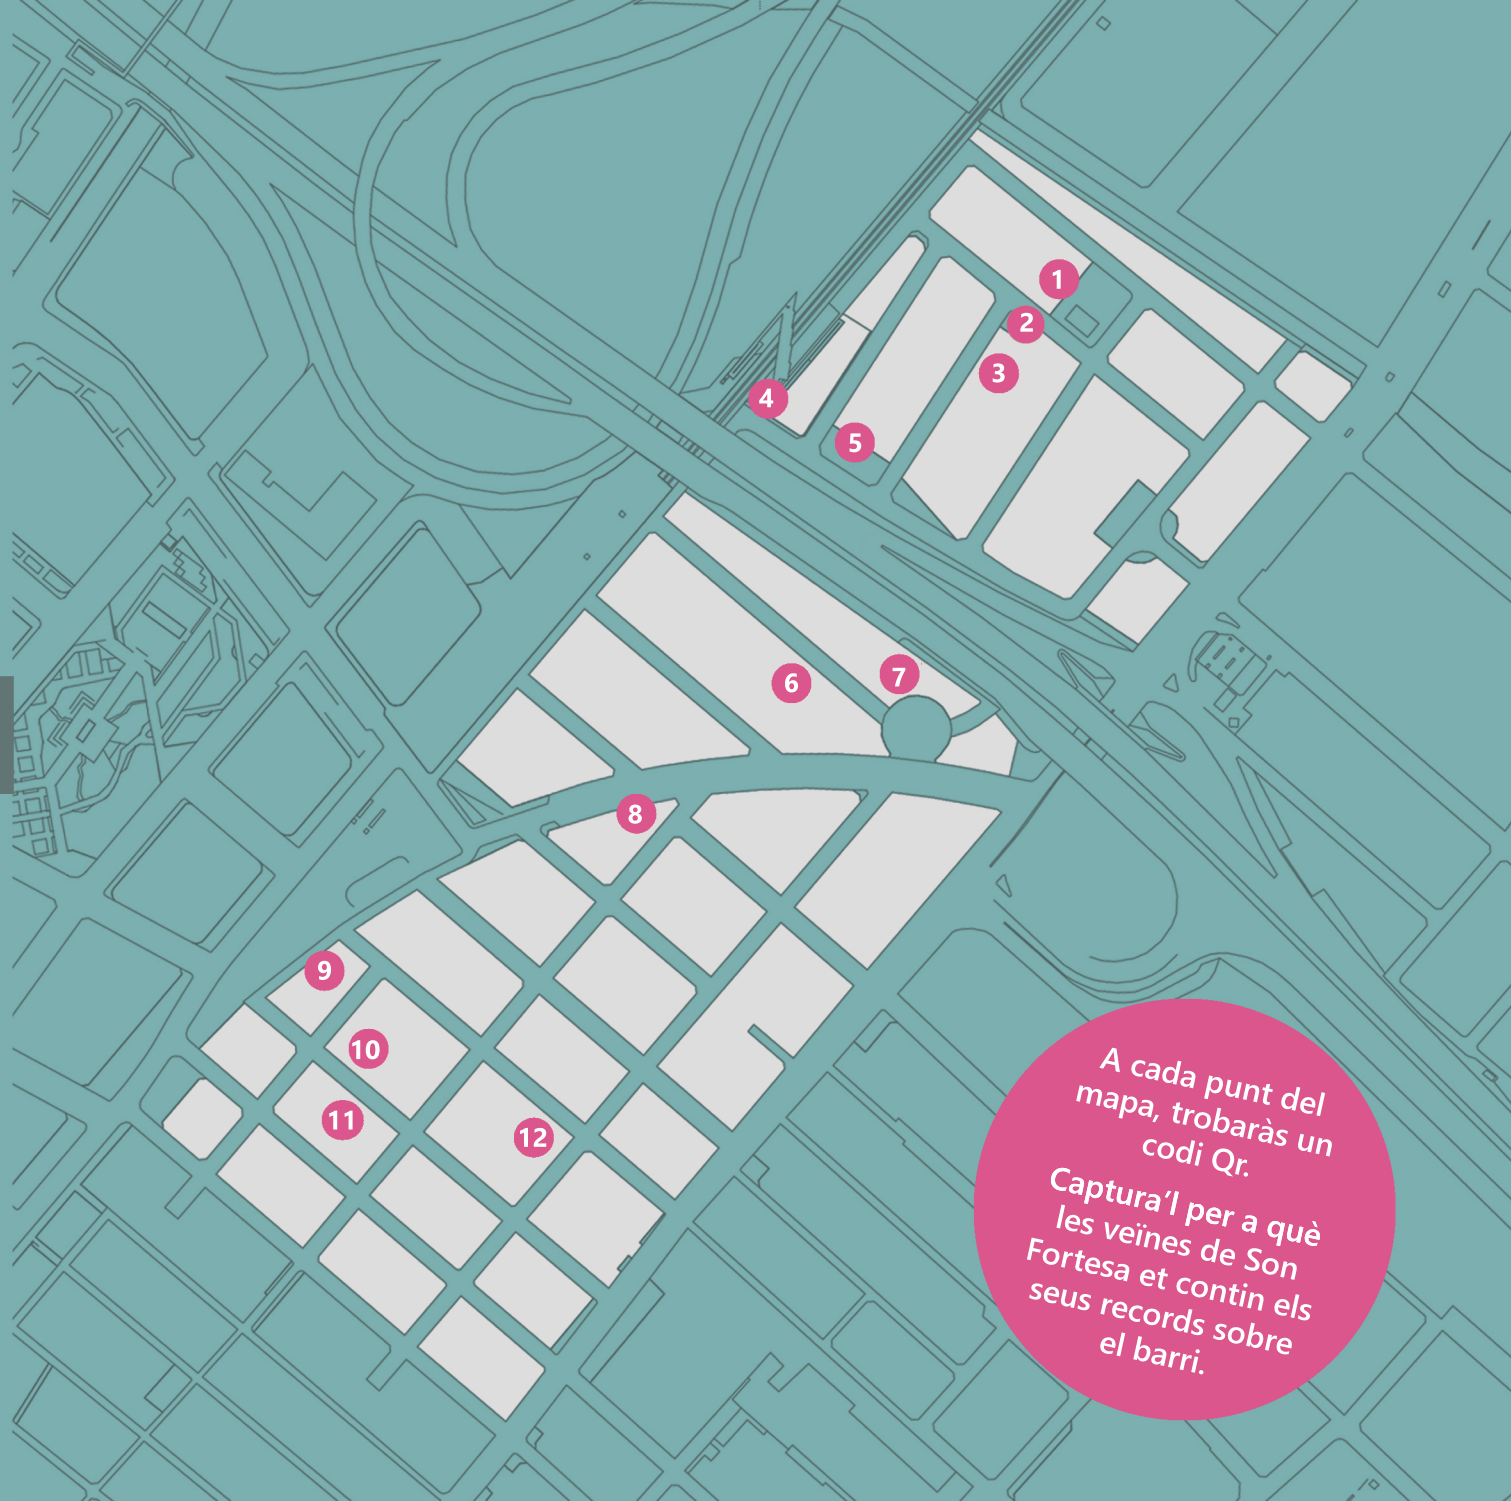 1
2
3
4
5
6
7
8
9
10
11
12
A cada punt del
mapa, trobaràs un
codi Qr.
Captura’l per a què
les veïnes de Son
Fortesa et contin els
seus records sobre
el barri.